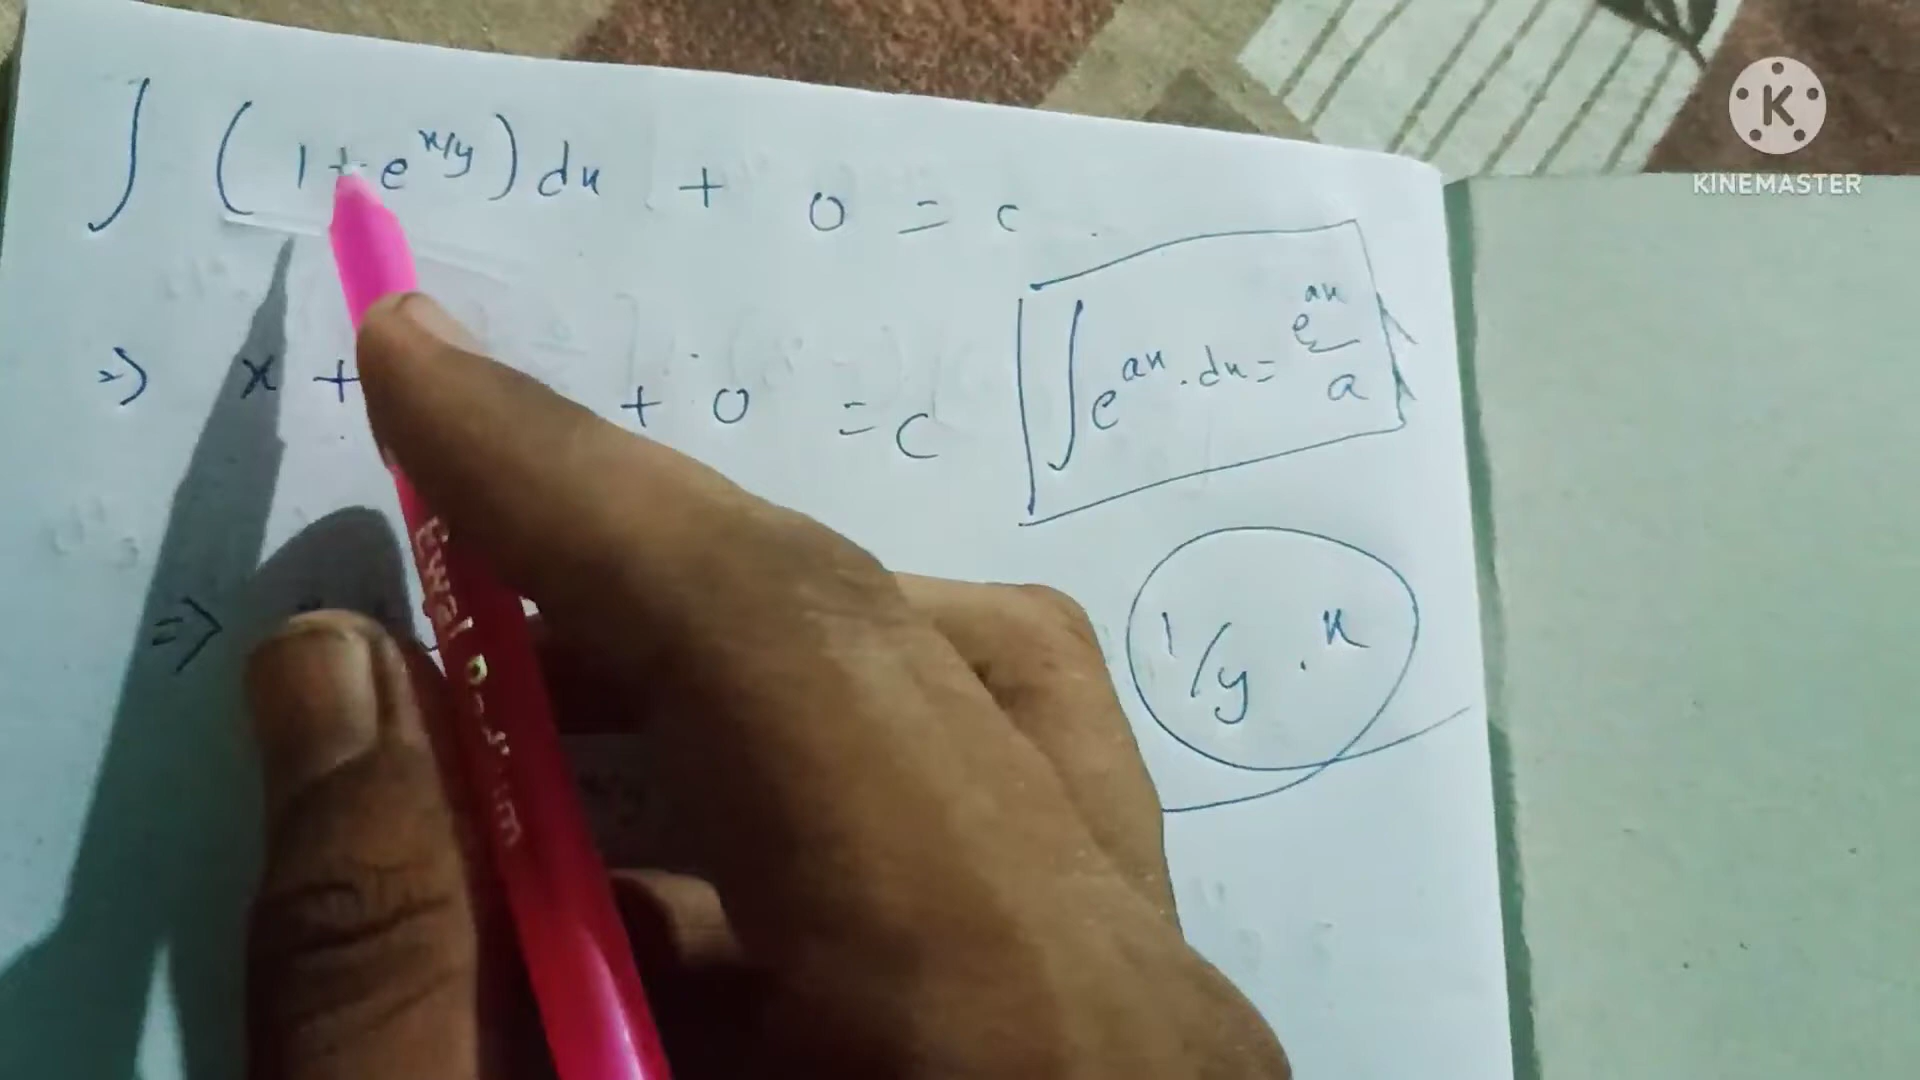 ∫ (1 + e^{x/y}) dx + 0 = c
⇒ x + + 0 = c
∫ e^{ax} . dx = e^{ax}/a
⇒
1/y . x
K
KINEMASTER